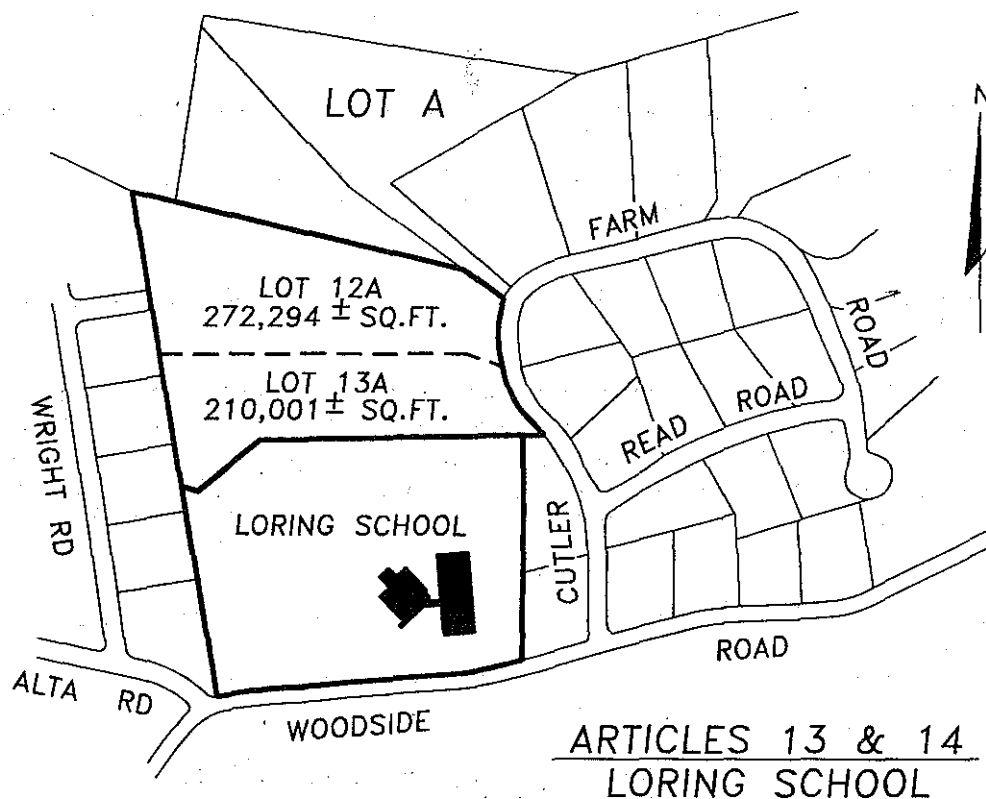 LOT A
N
FARM
LOT 12A
272,294 ± SQ.FT.
ROAD
LOT 13A
210,001 ± SQ.FT.
ROAD
READ
WRIGHT RD
LORING SCHOOL
CUTLER
ROAD
ALTA RD
WOODSIDE
ARTICLES 13 & 14
LORING SCHOOL